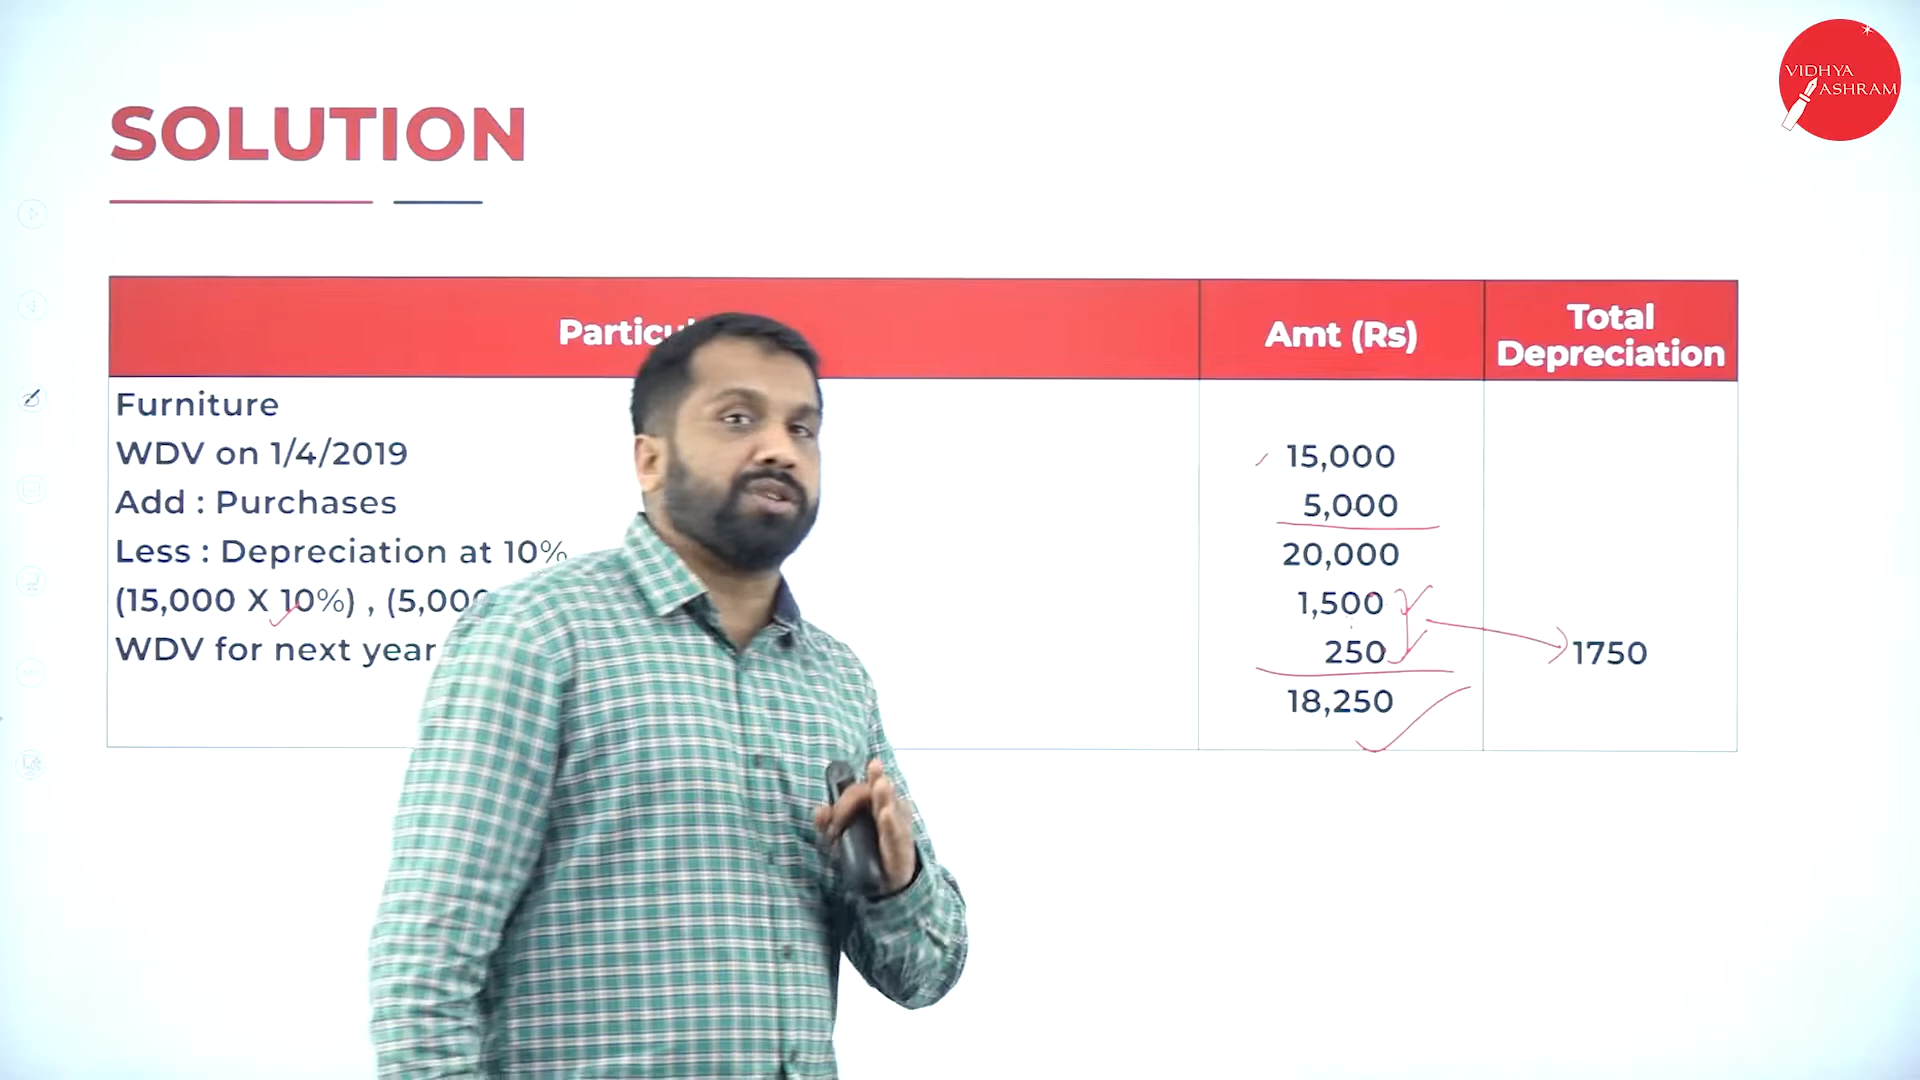 VIDHYA
ASHRAM
SOLUTION
Amt (Rs)
Total
Depreciation
Furniture
WDV on 1/4/2019
15,000
Add : Purchases
5,000
Less : Depreciation at 10%
20,000
(15,000 X 10%) , (5,000
1,500
WDV for next year
250
1750
18,250